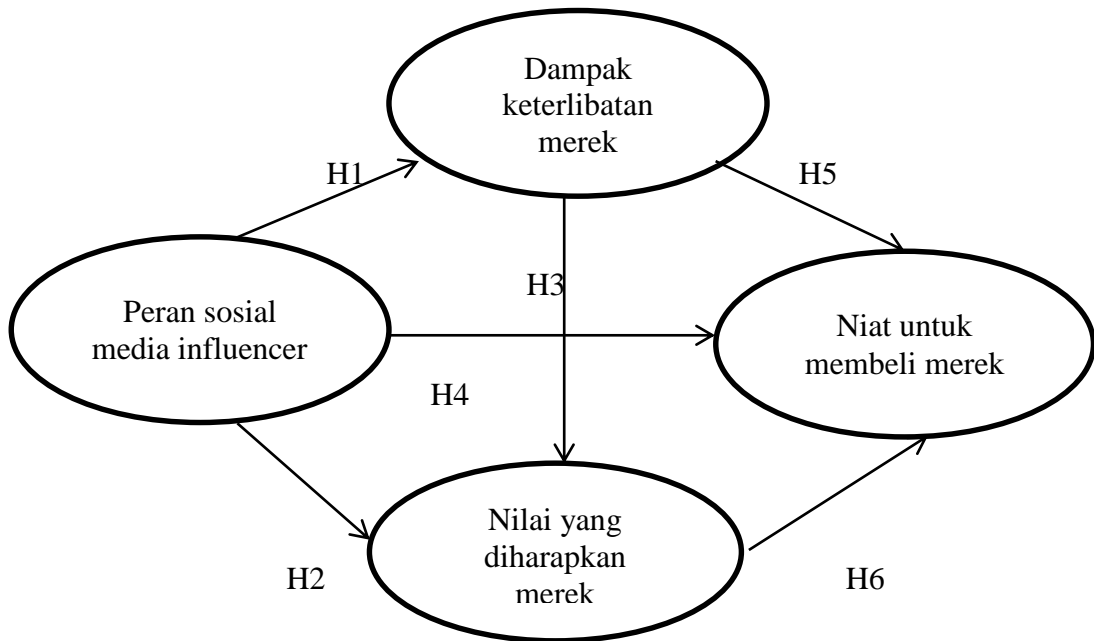 Dampak
keterlibatan
merek
H1
H5
H3
Peran sosial
media influencer
Niat untuk
membeli merek
H4
Nilai yang
diharapkan
merek
H2
H6